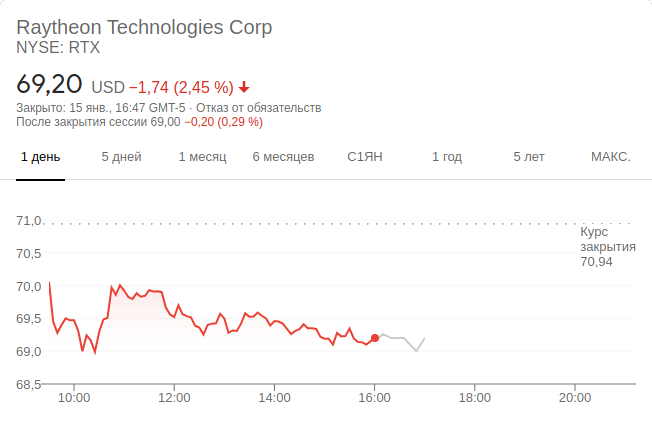 Raytheon Technologies Corp
NYSE: RTX
69,20 USD −1,74 (2,45 %)
Закрыто: 15 янв., 16:47 GMT-5 · Отказ от обязательств
После закрытия сессии 69,00 −0,20 (0,29 %)
1 день 5 дней 1 месяц 6 месяцев С1ЯН 1 год 5 лет МАКС.
71,0
Курс
закрытия
70,94
70,5
70,0
69,5
69,0
68,5
10:00 12:00 14:00 16:00 18:00 20:00